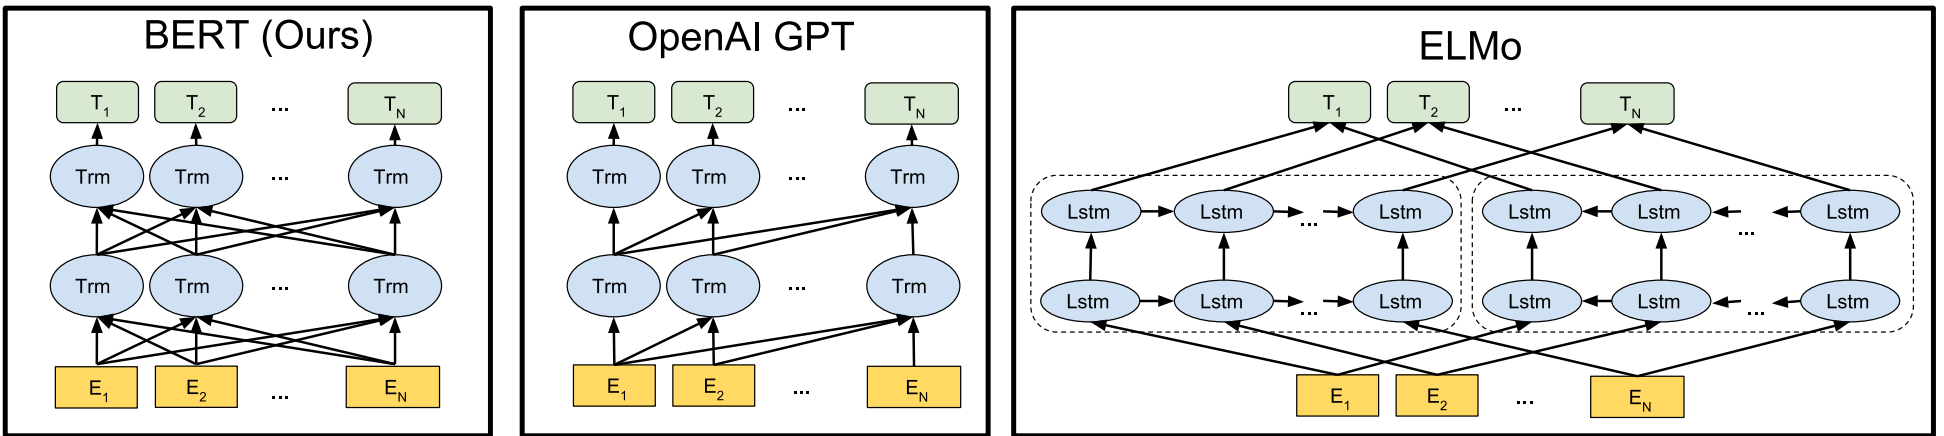 BERT (Ours)
T1 T2 ... TN
Trm Trm ... Trm
Trm Trm ... Trm
E1 E2 ... EN
OpenAI GPT
T1 T2 ... TN
Trm Trm ... Trm
Trm Trm ... Trm
E1 E2 ... EN
ELMo
T1 T2 ... TN
Lstm Lstm ... Lstm Lstm Lstm ... Lstm
Lstm Lstm ... Lstm Lstm Lstm ... Lstm
E1 E2 ... EN